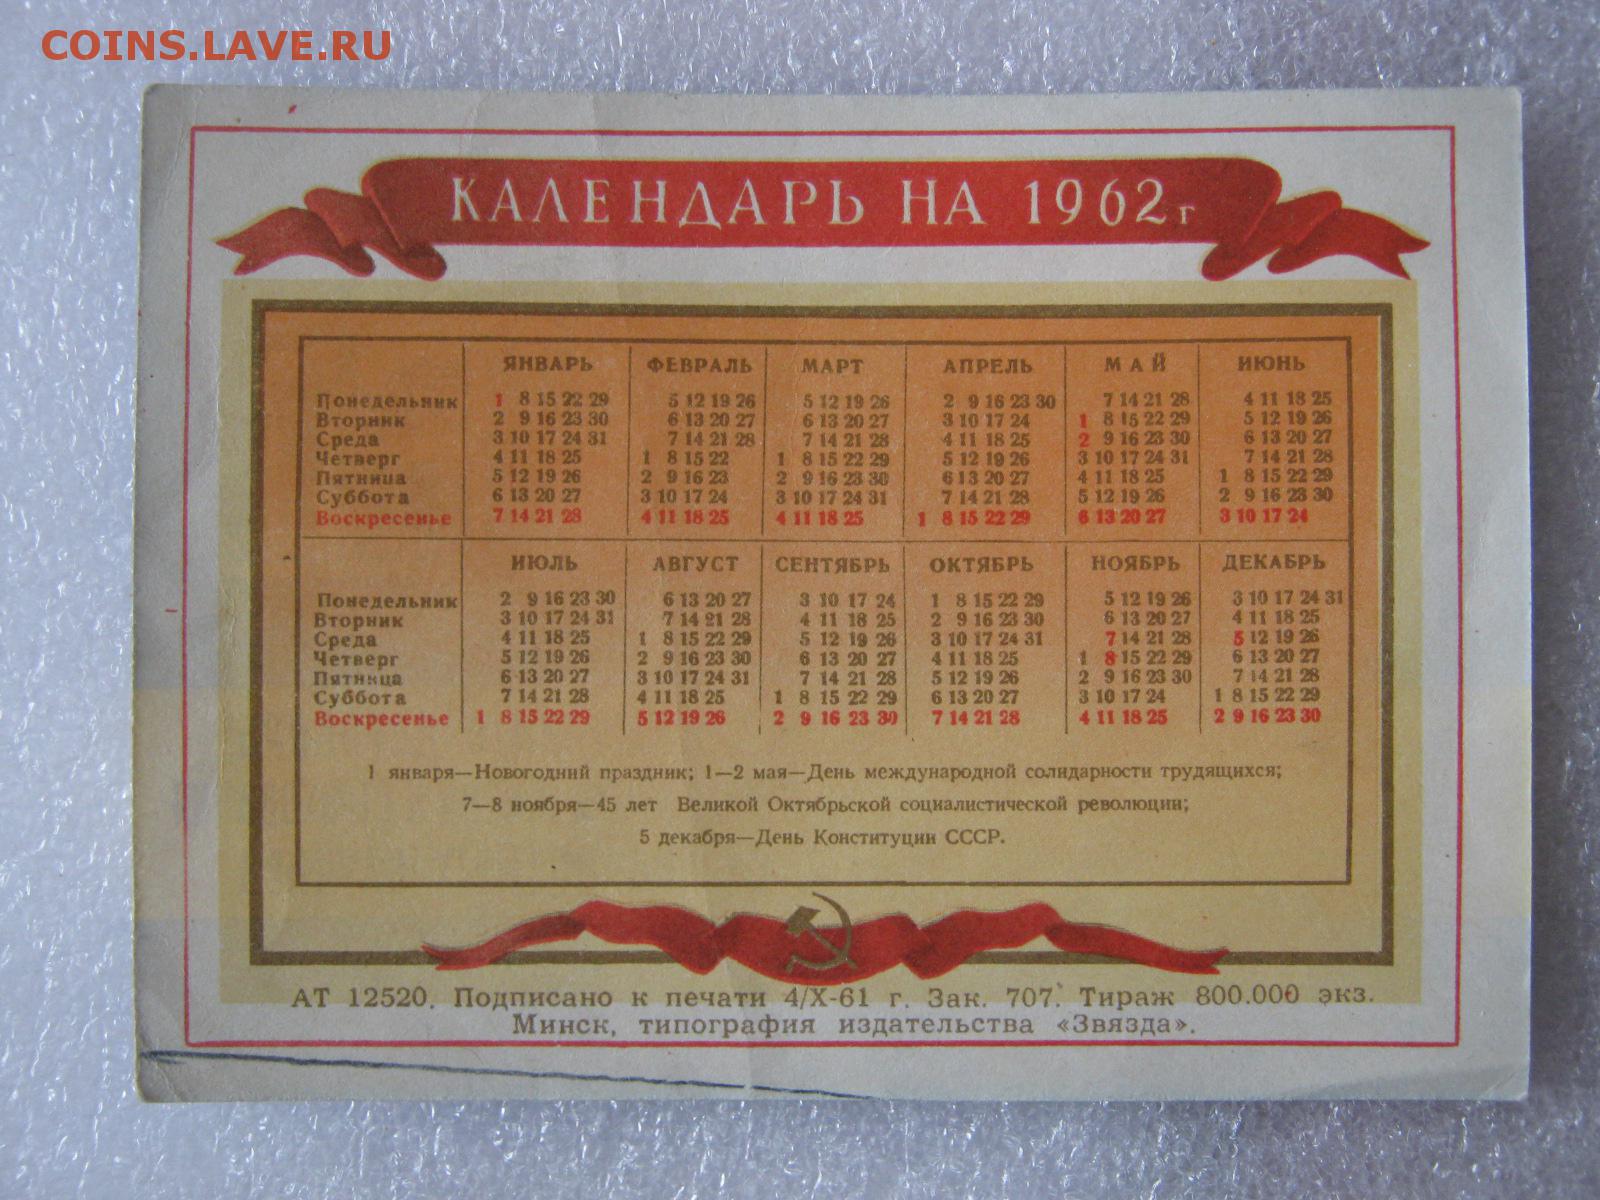 COINS.LAVE.RU
КАЛЕНДАРЬ НА 1962 г
ЯНВАРЬ ФЕВРАЛЬ МАРТ АПРЕЛЬ МАЙ ИЮНЬ
Понедельник 1 8 15 22 29 5 12 19 26 5 12 19 26 2 9 16 23 30 7 14 21 28 4 11 18 25
Вторник 2 9 16 23 30 6 13 20 27 6 13 20 27 3 10 17 24 1 8 15 22 29 5 12 19 26
Среда 3 10 17 24 31 7 14 21 28 7 14 21 28 4 11 18 25 2 9 16 23 30 6 13 20 27
Четверг 4 11 18 25 1 8 15 22 1 8 15 22 29 5 12 19 26 3 10 17 24 31 7 14 21 28
Пятница 5 12 19 26 2 9 16 23 2 9 16 23 30 6 13 20 27 4 11 18 25 1 8 15 22 29
Суббота 6 13 20 27 3 10 17 24 3 10 17 24 31 7 14 21 28 5 12 19 26 2 9 16 23 30
Воскресенье 7 14 21 28 4 11 18 25 4 11 18 25 1 8 15 22 29 6 13 20 27 3 10 17 24
ИЮЛЬ АВГУСТ СЕНТЯБРЬ ОКТЯБРЬ НОЯБРЬ ДЕКАБРЬ
Понедельник 2 9 16 23 30 6 13 20 27 3 10 17 24 1 8 15 22 29 5 12 19 26 3 10 17 24 31
Вторник 3 10 17 24 31 7 14 21 28 4 11 18 25 2 9 16 23 30 6 13 20 27 4 11 18 25
Среда 4 11 18 25 1 8 15 22 29 5 12 19 26 3 10 17 24 31 7 14 21 28 5 12 19 26
Четверг 5 12 19 26 2 9 16 23 30 6 13 20 27 4 11 18 25 1 8 15 22 29 6 13 20 27
Пятница 6 13 20 27 3 10 17 24 31 7 14 21 28 5 12 19 26 2 9 16 23 30 7 14 21 28
Суббота 7 14 21 28 4 11 18 25 1 8 15 22 29 6 13 20 27 3 10 17 24 1 8 15 22 29
Воскресенье 1 8 15 22 29 5 12 19 26 2 9 16 23 30 7 14 21 28 4 11 18 25 2 9 16 23 30
1 января—Новогодний праздник; 1—2 мая—День международной солидарности трудящихся;
7—8 ноября—45 лет Великой Октябрьской социалистической революции;
5 декабря—День Конституции СССР.
АТ 12520. Подписано к печати 4/X-61 г. Зак. 707. Тираж 800.000 экз.
Минск, типография издательства «Звязда».